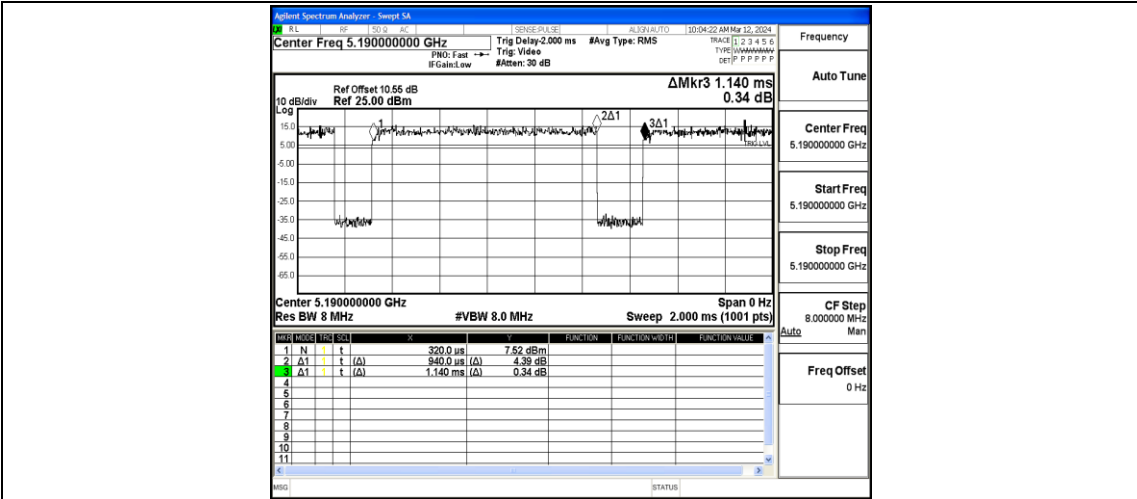 Agilent Spectrum Analyzer - Swept SA
RL RF 50 Ω AC SENSE:PULSE ALIGN AUTO 10:04:22 AM Mar 12, 2024
Center Freq 5.190000000 GHz
PNO: Fast
IFGain:Low
Trig Delay-2.000 ms
Trig: Video
#Atten: 30 dB
#Avg Type: RMS
TRACE 1 2 3 4 5 6
TYPE
DET P P P P P P
Frequency
Auto Tune
Center Freq
5.190000000 GHz
Start Freq
5.190000000 GHz
Stop Freq
5.190000000 GHz
CF Step
8.000000 MHz
Auto Man
Freq Offset
0 Hz
ΔMkr3 1.140 ms
0.34 dB
Ref Offset 10.55 dB
10 dB/div Ref 25.00 dBm
Log
15.0
5.00
-5.00
-15.0
-25.0
-35.0
-45.0
-55.0
-65.0
1
2Δ1
3Δ1
TRIG LVL
Center 5.190000000 GHz Span 0 Hz
Res BW 8 MHz #VBW 8.0 MHz Sweep 2.000 ms (1001 pts)
MKR MODE TRC SCL X Y FUNCTION FUNCTION WIDTH FUNCTION VALUE
1 N 1 t 320.0 µs 7.52 dBm
2 Δ1 1 t (Δ) 940.0 µs (Δ) 4.39 dB
3 Δ1 1 t (Δ) 1.140 ms (Δ) 0.34 dB
4
5
6
7
8
9
10
11
MSG STATUS